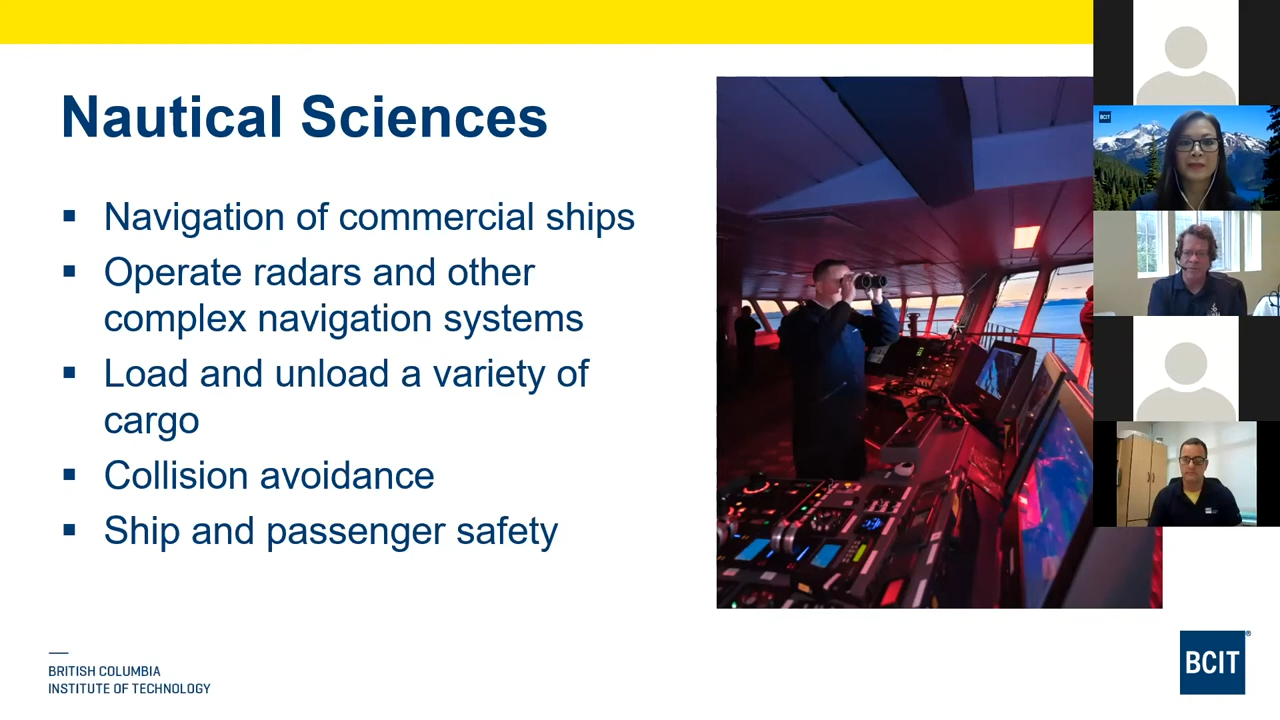 Nautical Sciences
▪ Navigation of commercial ships
▪ Operate radars and other
complex navigation systems
▪ Load and unload a variety of
cargo
▪ Collision avoidance
▪ Ship and passenger safety
BRITISH COLUMBIA
INSTITUTE OF TECHNOLOGY
BCIT®
BCIT